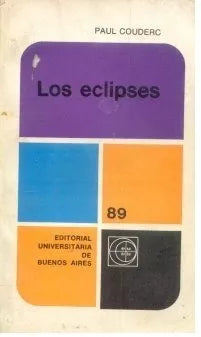 PAUL COUDERC
Los eclipses
89
EDITORIAL
UNIVERSITARIA
DE
BUENOS AIRES